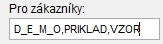 Pro zákazníky:
D_E_M_O,PRIKLAD,VZOR